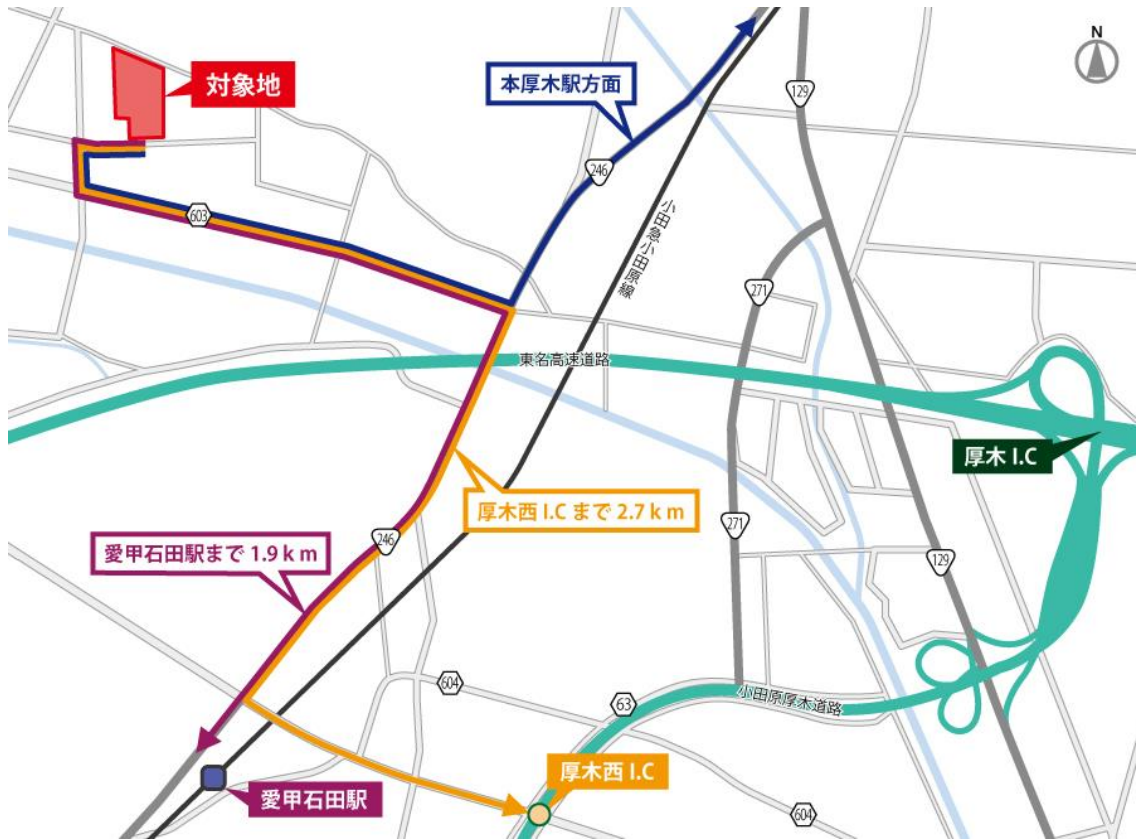 N
対象地
本厚木駅方面
129
246
603
小田急小田原線
271
東名高速道路
厚木 I.C
厚木西 I.C まで 2.7 k m
271
246
愛甲石田駅まで 1.9 k m
129
604
63
小田原厚木道路
厚木西 I.C
愛甲石田駅
604